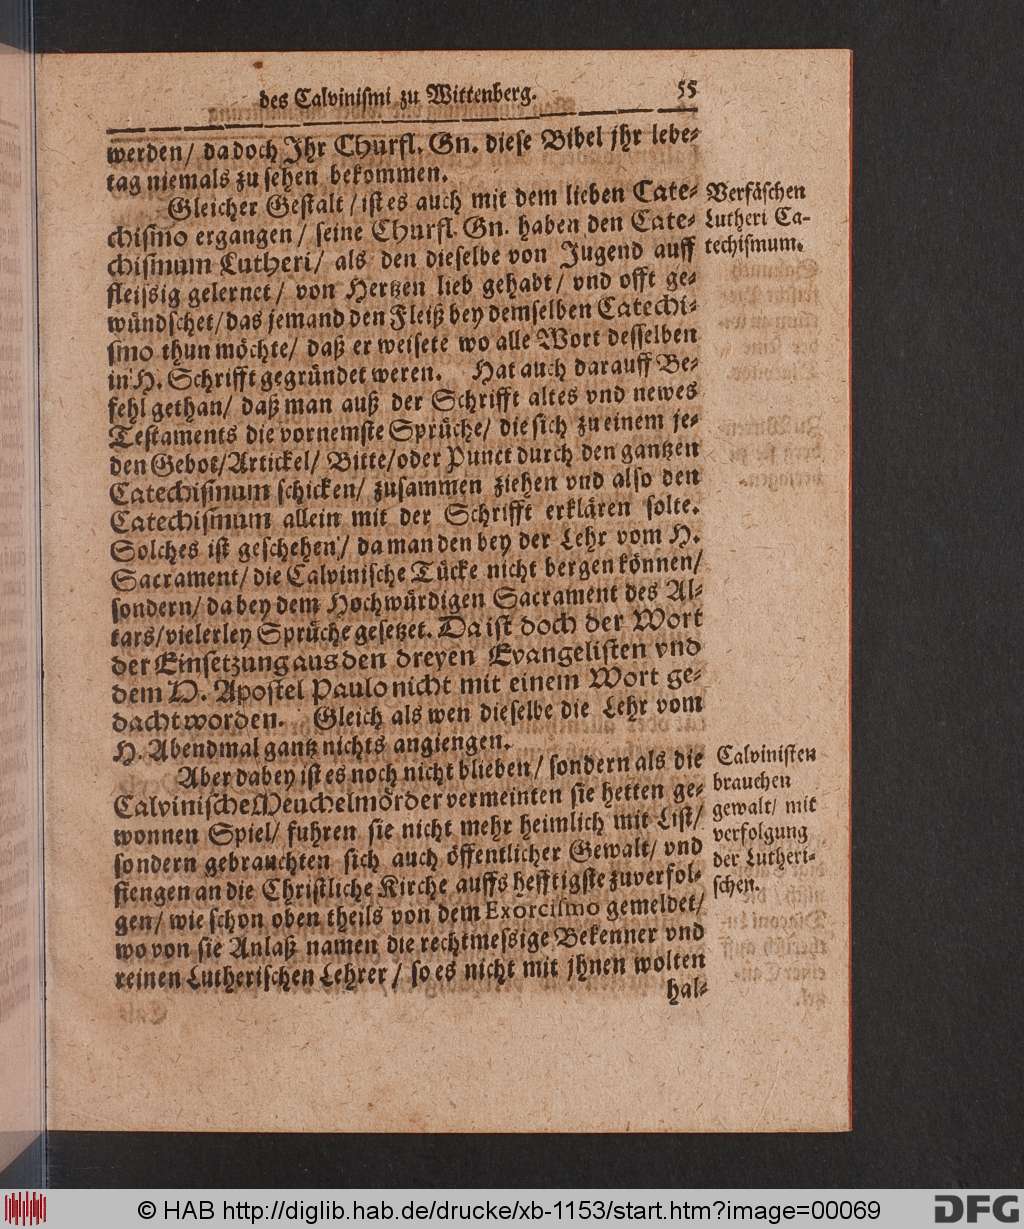 des Calviniſmi zu Wittenberg. 55
werden/ da doch Ihr Churfl. Gn. dieſe Bibel jhr lebe⸗
tag niemals zu ſehen bekommen.
Gleicher Geſtalt / iſt es auch mit dem lieben Cate⸗
chiſmo ergangen/ ſeine Churfl. Gn. haben den Cate⸗
chiſmum Lutheri/ als den dieſelbe von Jugend auff
fleiſsig gelernet/ von Hertzen lieb gehabt/ vnd offt ge⸗
wündſchet/ das jemand den Fleiß bey demſelben Catechi⸗
ſmo thun möchte/ daß er weiſete wo alle Wort deſſelben
in H. Schrifft gegründet weren. Hat auch darauff Be⸗
fehl gethan/ daß man auß der Schrifft altes vnd newes
Teſtaments die vornemſte Sprüche/ die ſich zu einem je⸗
den Gebot/Artickel/ Bitte/oder Punct durch den gantzen
Catechiſmum ſchicken/ zuſammen ziehen vnd alſo den
Catechiſmum allein mit der Schrifft erklären ſolte.
Solches iſt geſchehen/ da man den bey der Lehr vom H.
Sacrament/ die Calviniſche Tücke nicht bergen können/
ſondern/ da bey dem Hochwürdigen Sacrament des Al⸗
tars/vielerley Sprüche geſetzet. Da iſt doch der Wort
der Einſetzung aus den dreyen Evangeliſten vnd
dem H. Apoſtel Paulo nicht mit einem Wort ge⸗
dacht worden. Gleich als wen dieſelbe die Lehr vom
H. Abendmal gantz nichts angiengen.
Aber dabey iſt es noch nicht blieben/ ſondern als die
Calviniſche Meuchelmörder vermeinten ſie hetten ge⸗
wonnen Spiel/ fuhren ſie nicht mehr heimlich mit Liſt/
ſondern gebrauchten ſich auch öffentlicher Gewalt/ vnd
fiengen an die Chriſtliche Kirche auffs hefftigſte zuverfol⸗
gen/ wie ſchon oben theils von dem Exorciſmo gemeldet/
wo von ſie Anlaß namen die rechtmeſsige Bekenner vnd
reinen Lutheriſchen Lehrer / ſo es nicht mit jhnen wolten
hal⸗
Verfäſchen
Lutheri Ca⸗
techiſmum.
Calviniſten
brauchen
gewalt/ mit
verfolgung
der Lutheri⸗
ſchen.
© HAB http://diglib.hab.de/drucke/xb-1153/start.htm?image=00069
DFG